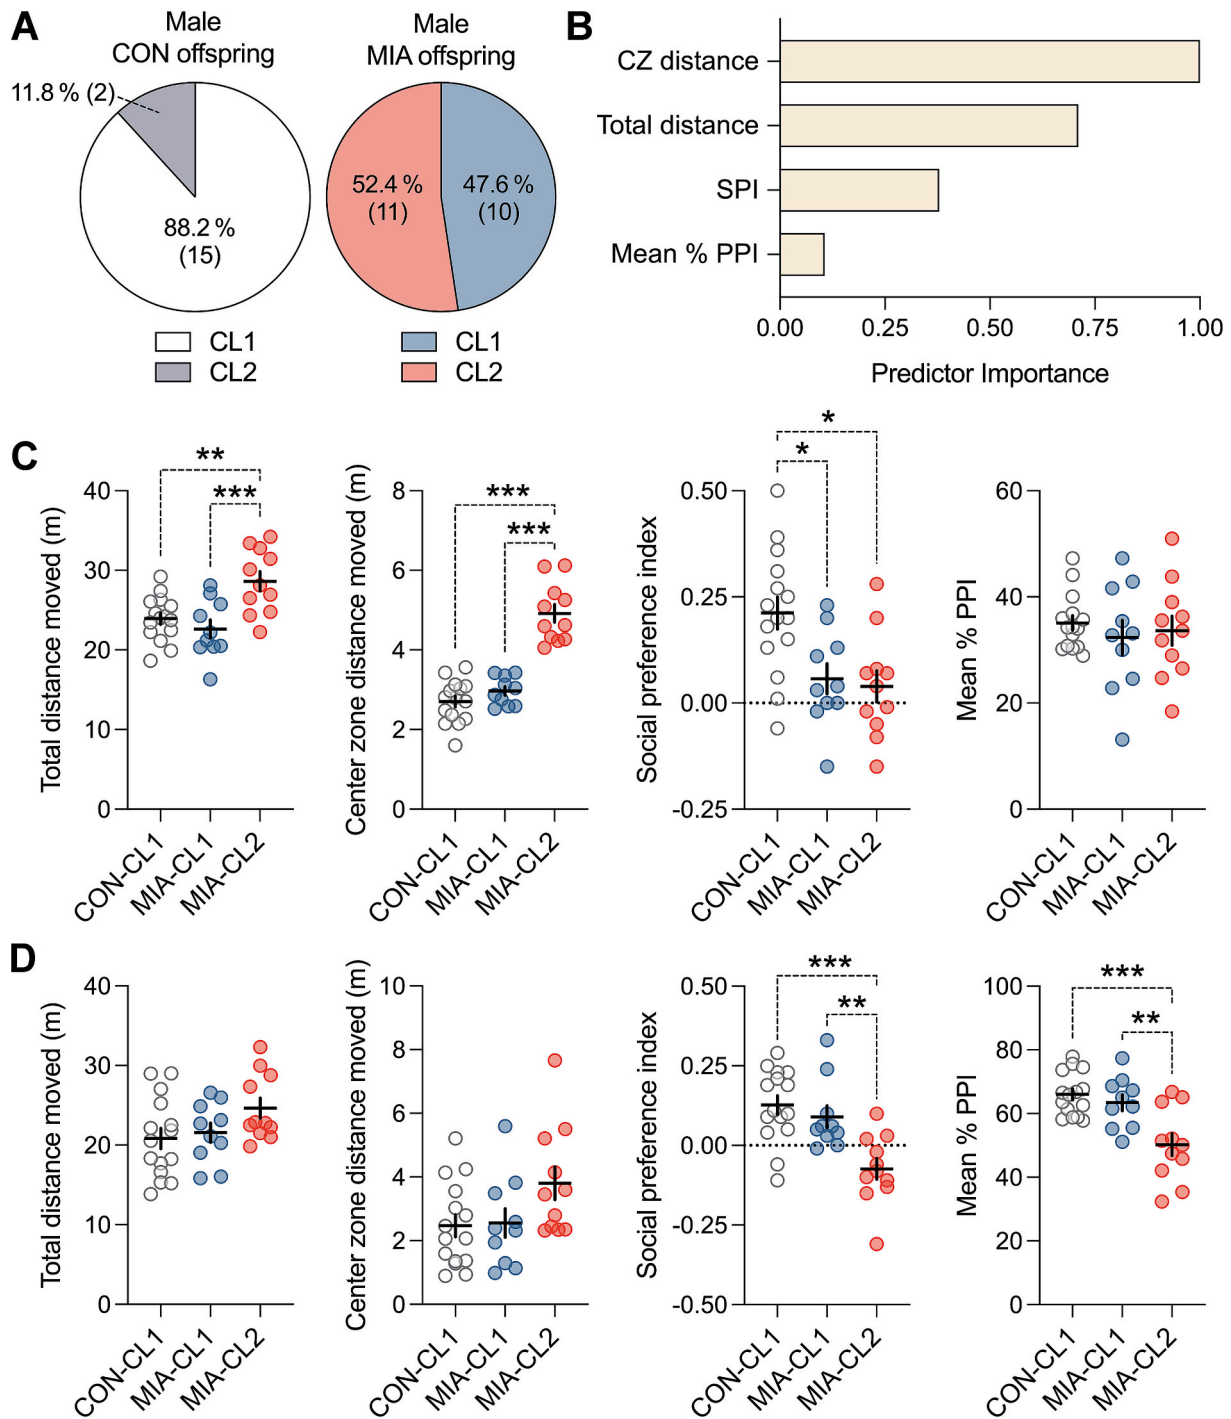 A
Male
CON offspring
Male
MIA offspring
11.8 % (2)
88.2 %
(15)
52.4 %
(11)
47.6 %
(10)
CL1
CL2
CL1
CL2
B
CZ distance
Total distance
SPI
Mean % PPI
0.00
0.25
0.50
0.75
1.00
Predictor Importance
C
Total distance moved (m)
40
30
20
10
0
**
***
CON-CL1
MIA-CL1
MIA-CL2
Center zone distance moved (m)
8
6
4
2
0
***
***
CON-CL1
MIA-CL1
MIA-CL2
Social preference index
0.50
0.25
0.00
-0.25
*
*
CON-CL1
MIA-CL1
MIA-CL2
Mean % PPI
60
40
20
0
CON-CL1
MIA-CL1
MIA-CL2
D
Total distance moved (m)
40
30
20
10
0
CON-CL1
MIA-CL1
MIA-CL2
Center zone distance moved (m)
10
8
6
4
2
0
CON-CL1
MIA-CL1
MIA-CL2
Social preference index
0.50
0.25
0.00
-0.25
-0.50
***
**
CON-CL1
MIA-CL1
MIA-CL2
Mean % PPI
100
80
60
40
20
0
***
**
CON-CL1
MIA-CL1
MIA-CL2